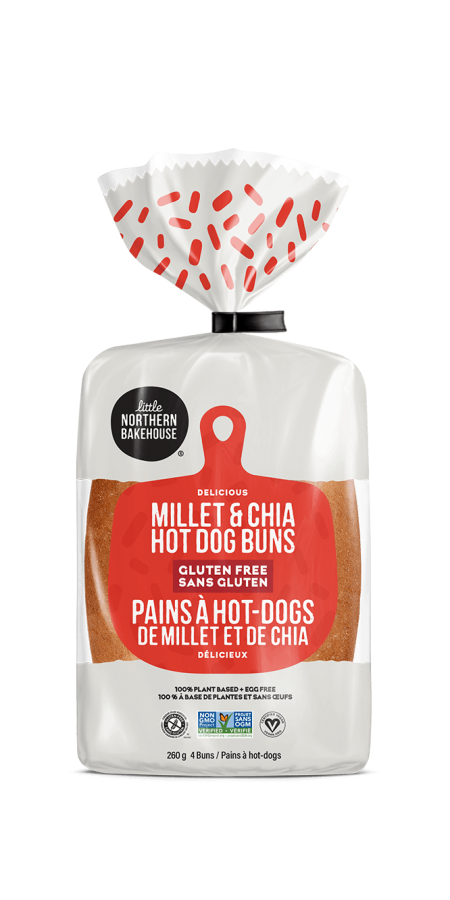 little
NORTHERN
BAKEHOUSE
®
DELICIOUS
MILLET & CHIA
HOT DOG BUNS
GLUTEN FREE
SANS GLUTEN
PAINS À HOT-DOGS
DE MILLET ET DE CHIA
DÉLICIEUX
100% PLANT BASED + EGG FREE
100 % À BASE DE PLANTES ET SANS ŒUFS
NON GMO Project VERIFIED
PROJET SANS OGM VÉRIFIÉ
260 g 4 Buns / Pains à hot-dogs